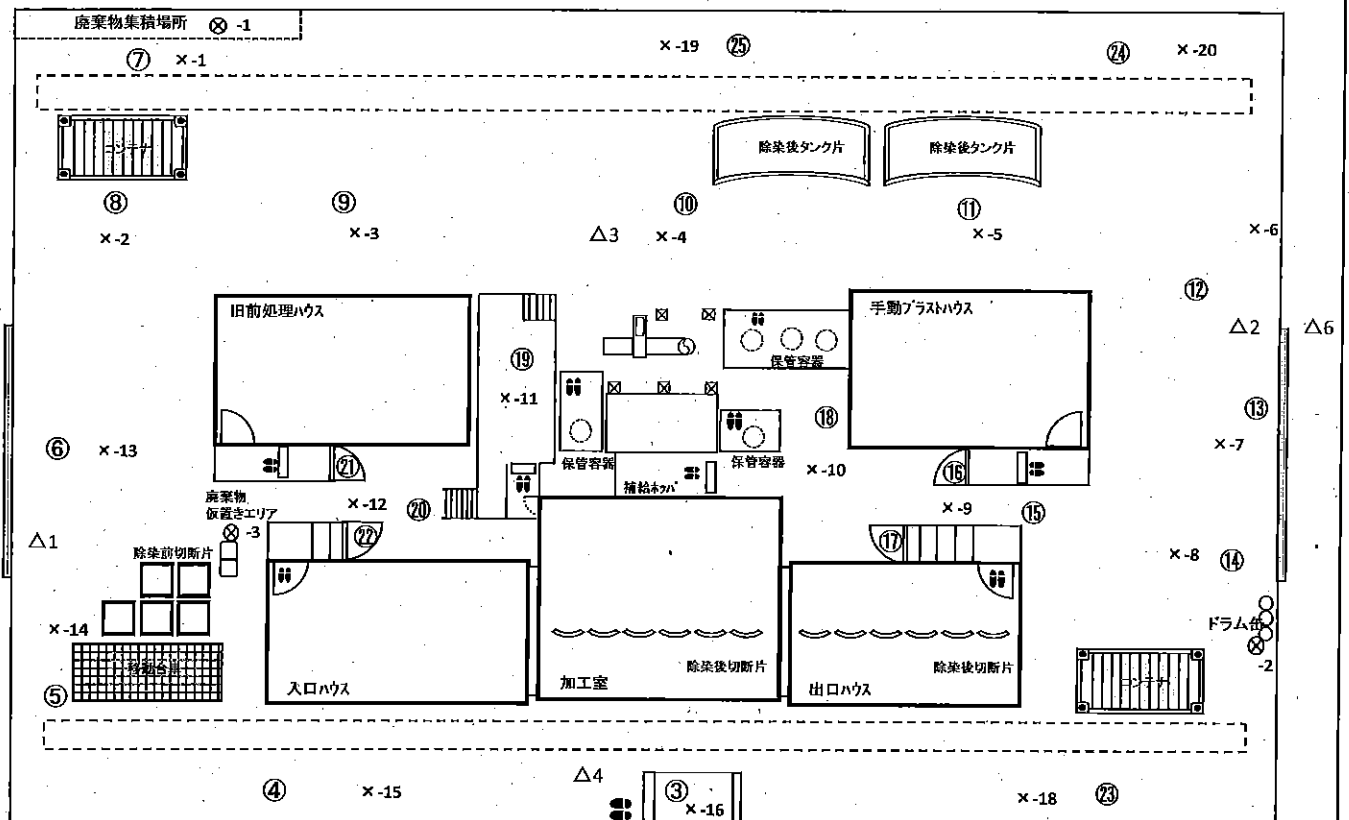 廃棄物集積場所 ⊗ -1
⑦ ×-1
×-19 ㉕
㉔ ×-20
コンテナ
除染後タンク片
除染後タンク片
⑧
⑨
⑩
⑪
×-2
×-3
△3 ×-4
×-5
×-6
⑫
旧前処理ハウス
手動ブラストハウス
△2 △6
保管容器
⑲
×-11
⑬
⑱
⑥ ×-13
×-7
保管容器
保管容器
㉑
⑯
×-10
補給ホッパ
廃棄物
仮置きエリア
⊗ -3
×-12 ⑳
×-9 ⑮
△1
㉒
⑰
除染前切断片
×-8 ⑭
×-14
ドラム缶
⊗
-2
移動台車
⑤
入口ハウス
加工室
除染後切断片
出口ハウス
除染後切断片
コンテナ
④ ×-15
△4
③
×-16
×-18 ㉓